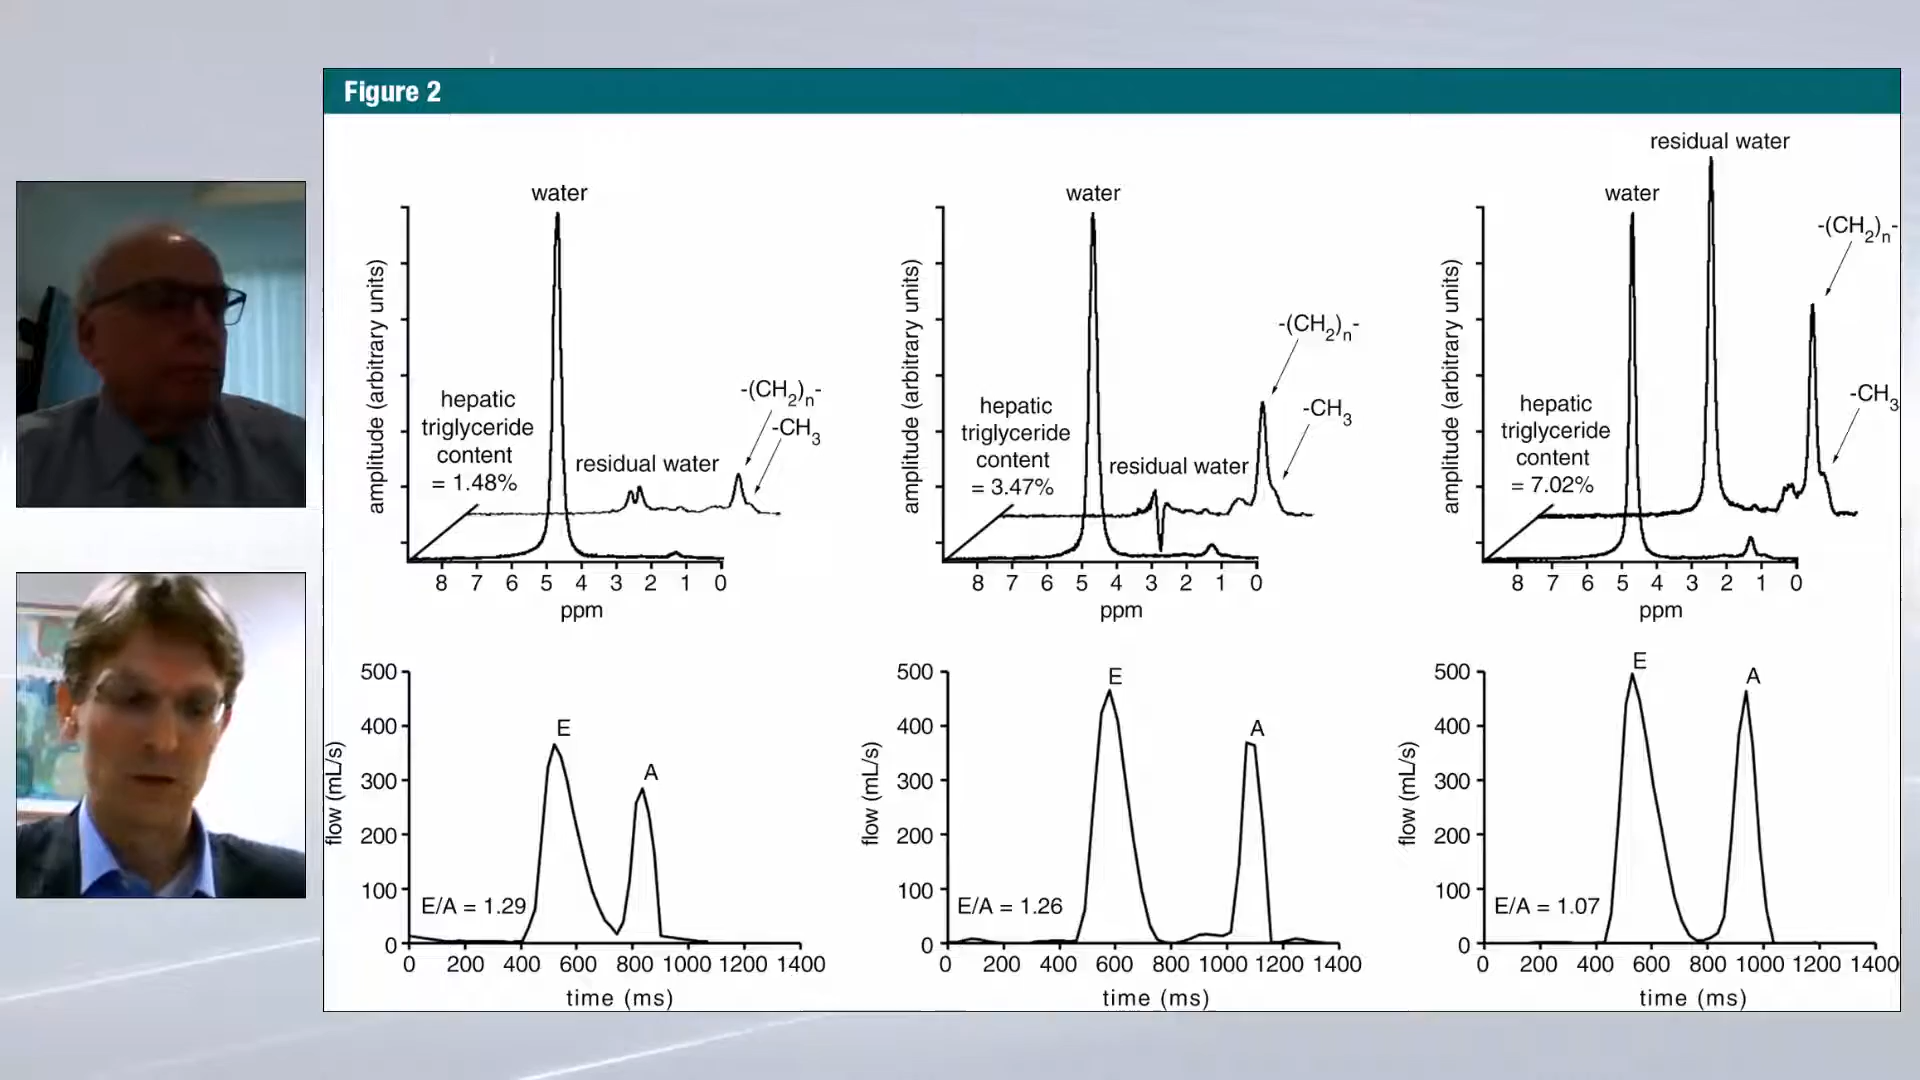 Figure 2
water
amplitude (arbitrary units)
hepatic
triglyceride
content
= 1.48%
residual water
-(CH2)n-
-CH3
8 7 6 5 4 3 2 1 0
ppm
water
amplitude (arbitrary units)
hepatic
triglyceride
content
= 3.47%
residual water
-(CH2)n-
-CH3
8 7 6 5 4 3 2 1 0
ppm
residual water
water
amplitude (arbitrary units)
hepatic
triglyceride
content
= 7.02%
-(CH2)n-
-CH3
8 7 6 5 4 3 2 1 0
ppm
500
400
300
200
100
0
flow (mL/s)
E
A
E/A = 1.29
0 200 400 600 800 1000 1200 1400
time (ms)
500
400
300
200
100
0
flow (mL/s)
E
A
E/A = 1.26
0 200 400 600 800 1000 1200 1400
time (ms)
500
400
300
200
100
0
flow (mL/s)
E
A
E/A = 1.07
0 200 400 600 800 1000 1200 1400
time (ms)